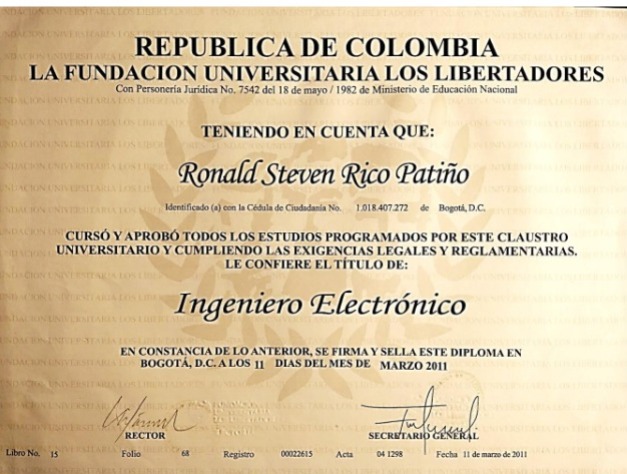 REPUBLICA DE COLOMBIA
LA FUNDACION UNIVERSITARIA LOS LIBERTADORES
Con Personería Jurídica No. 7542 del 18 de mayo / 1982 de Ministerio de Educación Nacional
TENIENDO EN CUENTA QUE:
Ronald Steven Rico Patiño
Identificado (a) con la Cédula de Ciudadanía No. 1.018.407.272 de Bogotá, D.C.
CURSÓ Y APROBÓ TODOS LOS ESTUDIOS PROGRAMADOS POR ESTE CLAUSTRO
UNIVERSITARIO Y CUMPLIENDO LAS EXIGENCIAS LEGALES Y REGLAMENTARIAS.
LE CONFIERE EL TÍTULO DE:
Ingeniero Electrónico
EN CONSTANCIA DE LO ANTERIOR, SE FIRMA Y SELLA ESTE DIPLOMA EN
BOGOTÁ, D.C. A LOS 11 DIAS DEL MES DE MARZO 2011
RECTOR SECRETARIO GENERAL
Libro No. 15 Folio 68 Registro 00022615 Acta 04 1298 Fecha 11 de marzo de 2011